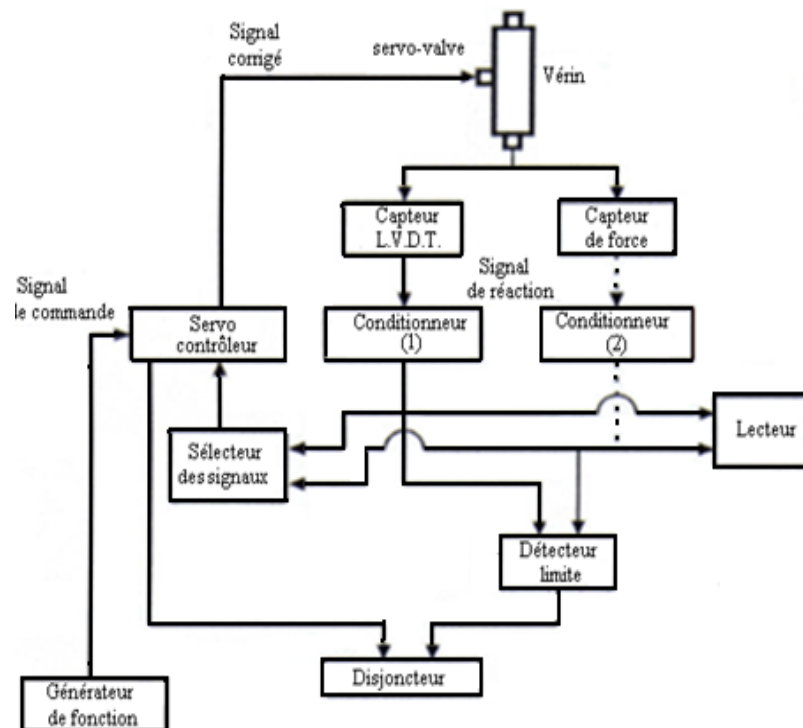 Signal
corrigé
servo-valve
Vérin
Capteur
L.V.D.T.
Capteur
de force
Signal
de réaction
Signal
de commande
Servo
contrôleur
Conditionneur
(1)
Conditionneur
(2)
Lecteur
Sélecteur
des signaux
Détecteur
limite
Disjoncteur
Générateur
de fonction